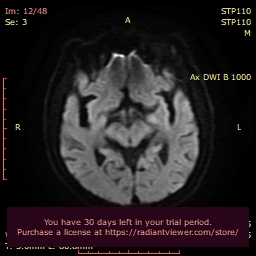 Im: 12/48
Se: 3
A
STP110
STP110
M
Ax DWI B 1000
R
L
You have 30 days left in your trial period.
Purchase a license at https://radiantviewer.com/store/